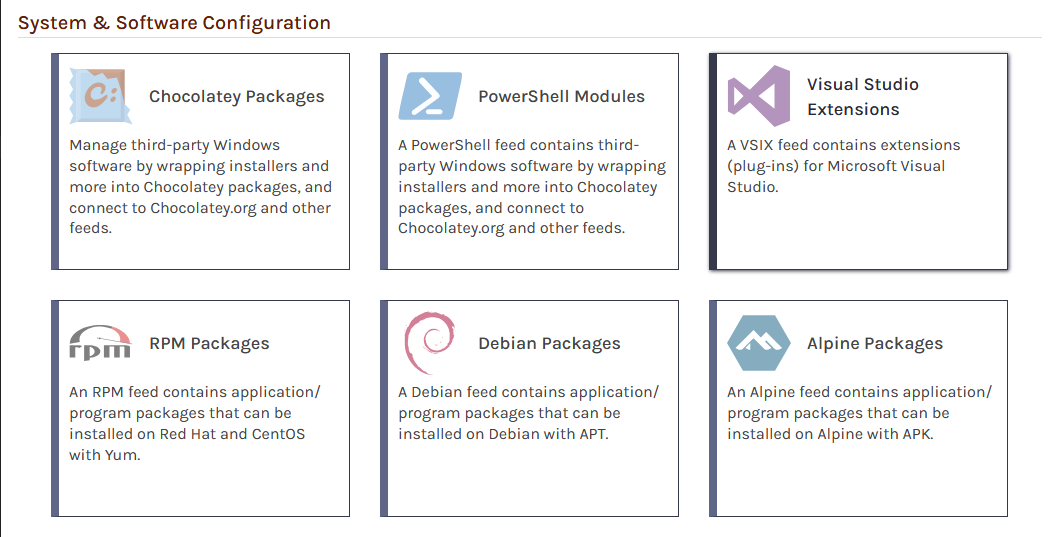 System & Software Configuration
C:
Chocolatey Packages
Manage third-party Windows
software by wrapping installers and
more into Chocolatey packages, and
connect to Chocolatey.org and other
feeds.
PowerShell Modules
A PowerShell feed contains third-
party Windows software by wrapping
installers and more into Chocolatey
packages, and connect to
Chocolatey.org and other feeds.
Visual Studio
Extensions
A VSIX feed contains extensions
(plug-ins) for Microsoft Visual
Studio.
rpm
RPM Packages
An RPM feed contains application/
program packages that can be
installed on Red Hat and CentOS
with Yum.
Debian Packages
A Debian feed contains application/
program packages that can be
installed on Debian with APT.
Alpine Packages
An Alpine feed contains application/
program packages that can be
installed on Alpine with APK.